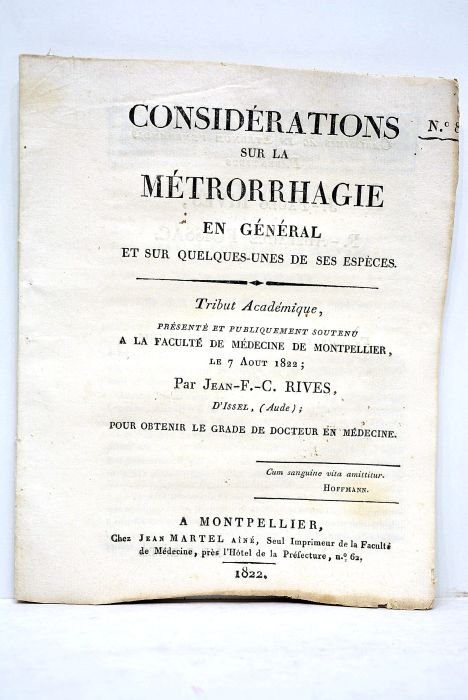 CONSIDÉRATIONS
N.º 8
SUR LA
MÉTRORRHAGIE
EN GÉNÉRAL
ET SUR QUELQUES-UNES DE SES ESPÈCES.
Tribut Académique,
PRÉSENTÉ ET PUBLIQUEMENT SOUTENU
A LA FACULTÉ DE MÉDECINE DE MONTPELLIER,
LE 7 AOUT 1822;
Par JEAN-F.-C. RIVES,
D'ISSEL, (Aude);
POUR OBTENIR LE GRADE DE DOCTEUR EN MÉDECINE.
Cum sanguine vita amittitur.
HOFFMANN.
A MONTPELLIER,
Chez JEAN MARTEL AÎNÉ, Seul Imprimeur de la Faculté
de Médecine, près l'Hôtel de la Préfecture, n.º 62.
1822.